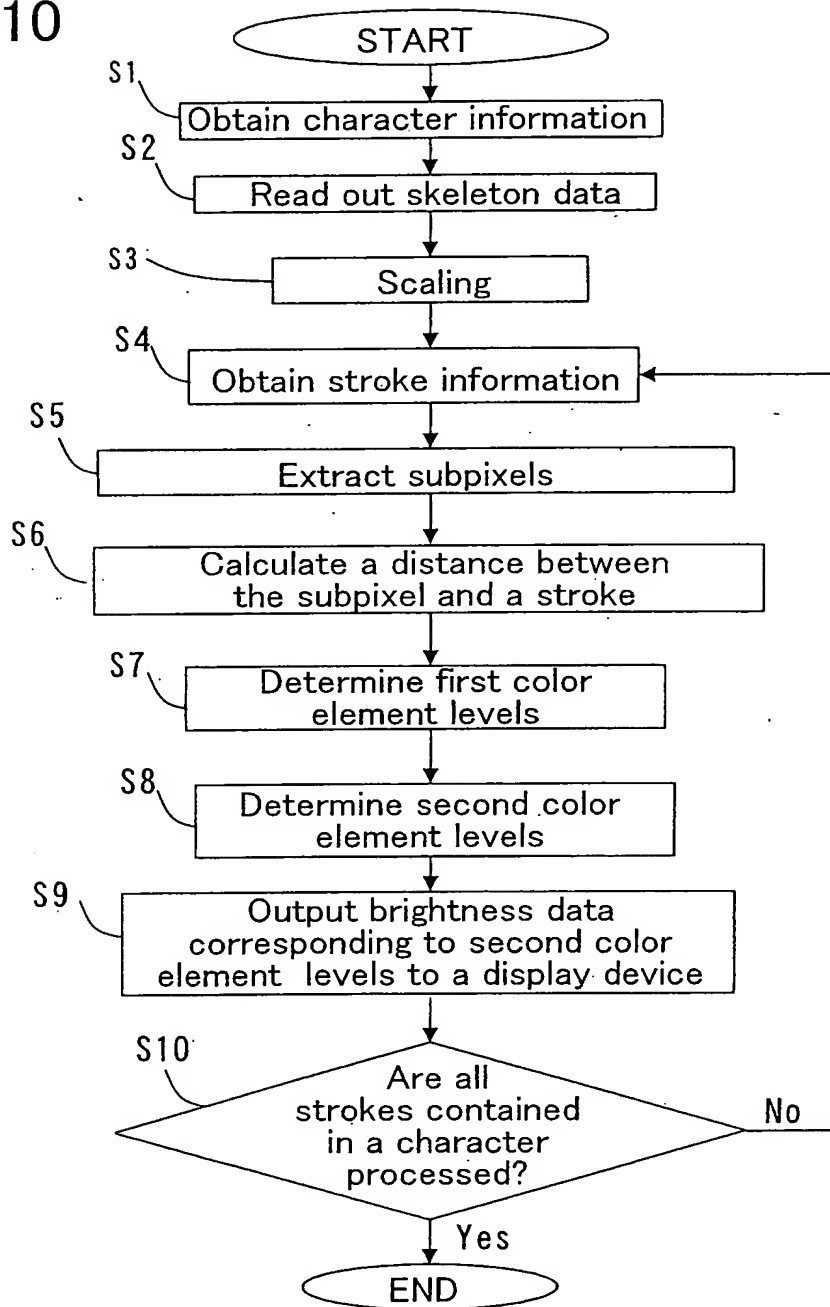 10
START
S1
Obtain character information
S2
Read out skeleton data
S3
Scaling
S4
Obtain stroke information
S5
Extract subpixels
S6
Calculate a distance between
the subpixel and a stroke
S7
Determine first color
element levels
S8
Determine second color
element levels
S9
Output brightness data
corresponding to second color
element levels to a display device
S10
Are all
strokes contained
in a character
processed?
No
Yes
END